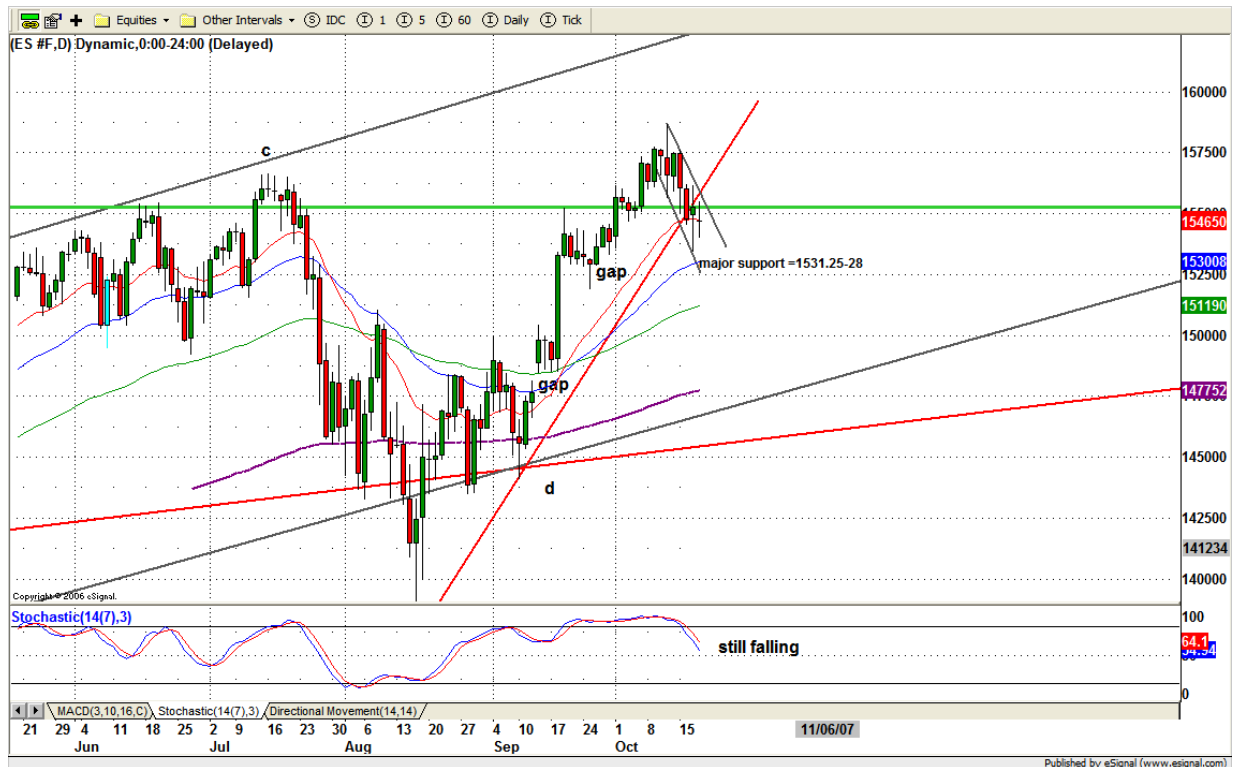 Equities Other Intervals S IDC I 1 I 5 I 60 I Daily I Tick
(ES #F,D) Dynamic,0:00-24:00 (Delayed)
160000
c
157500
154650
major support =1531.25-28
153008
gap
152500
151190
150000
gap
147752
145000
d
142500
141234
140000
Copyright © 2006 eSignal.
Stochastic(14(7),3)
100
64.1
still falling
0
MACD(3,10,16,C) Stochastic(14(7),3) Directional Movement(14,14)
21 29 4 11 18 25 2 9 16 23 30 6 13 20 27 4 10 17 24 1 8 15 11/06/07
Jun Jul Aug Sep Oct
Published by eSignal (www.esignal.com)